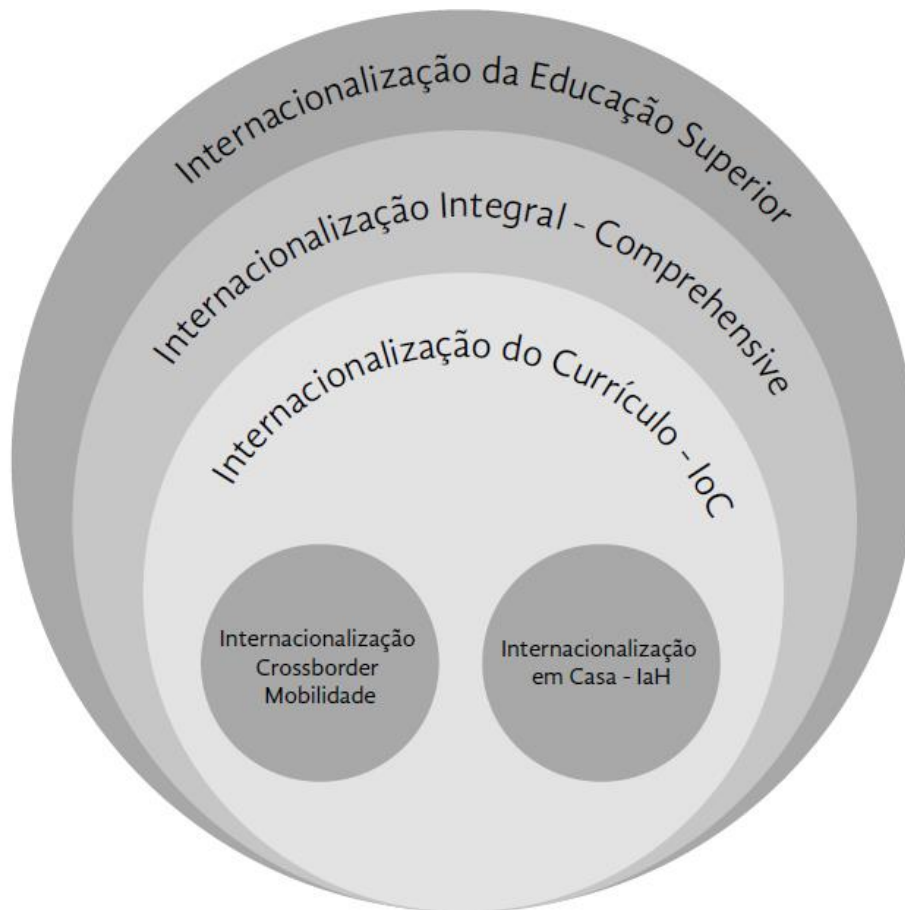 Internacionalização da Educação Superior
Internacionalização Integral - Comprehensive
Internacionalização do Currículo - IoC
Internacionalização
Crossborder
Mobilidade
Internacionalização
em Casa - IaH